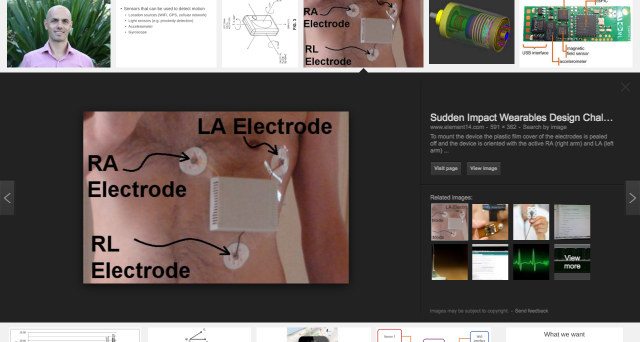 • Sensors that can be used to detect motion
• Location sources (WiFi, GPS, cellular network)
• Light sensors (e.g. proximity detection)
• Accelerometer
• Gyroscope
RA
Electrode
RL
Electrode
USB interface
magnetic
field sensor
accelerometer
LA Electrode
RA
Electrode
RL
Electrode
Sudden Impact Wearables Design Chal...
www.element14.com - 591 × 382 - Search by image
To mount the device the plastic film cover of the electrodes is pealed
off and the device is oriented with the active RA (right arm) and LA (left
arm) ...
Visit page
View image
Related images:
View
more
Images may be subject to copyright. - Send feedback
What we want